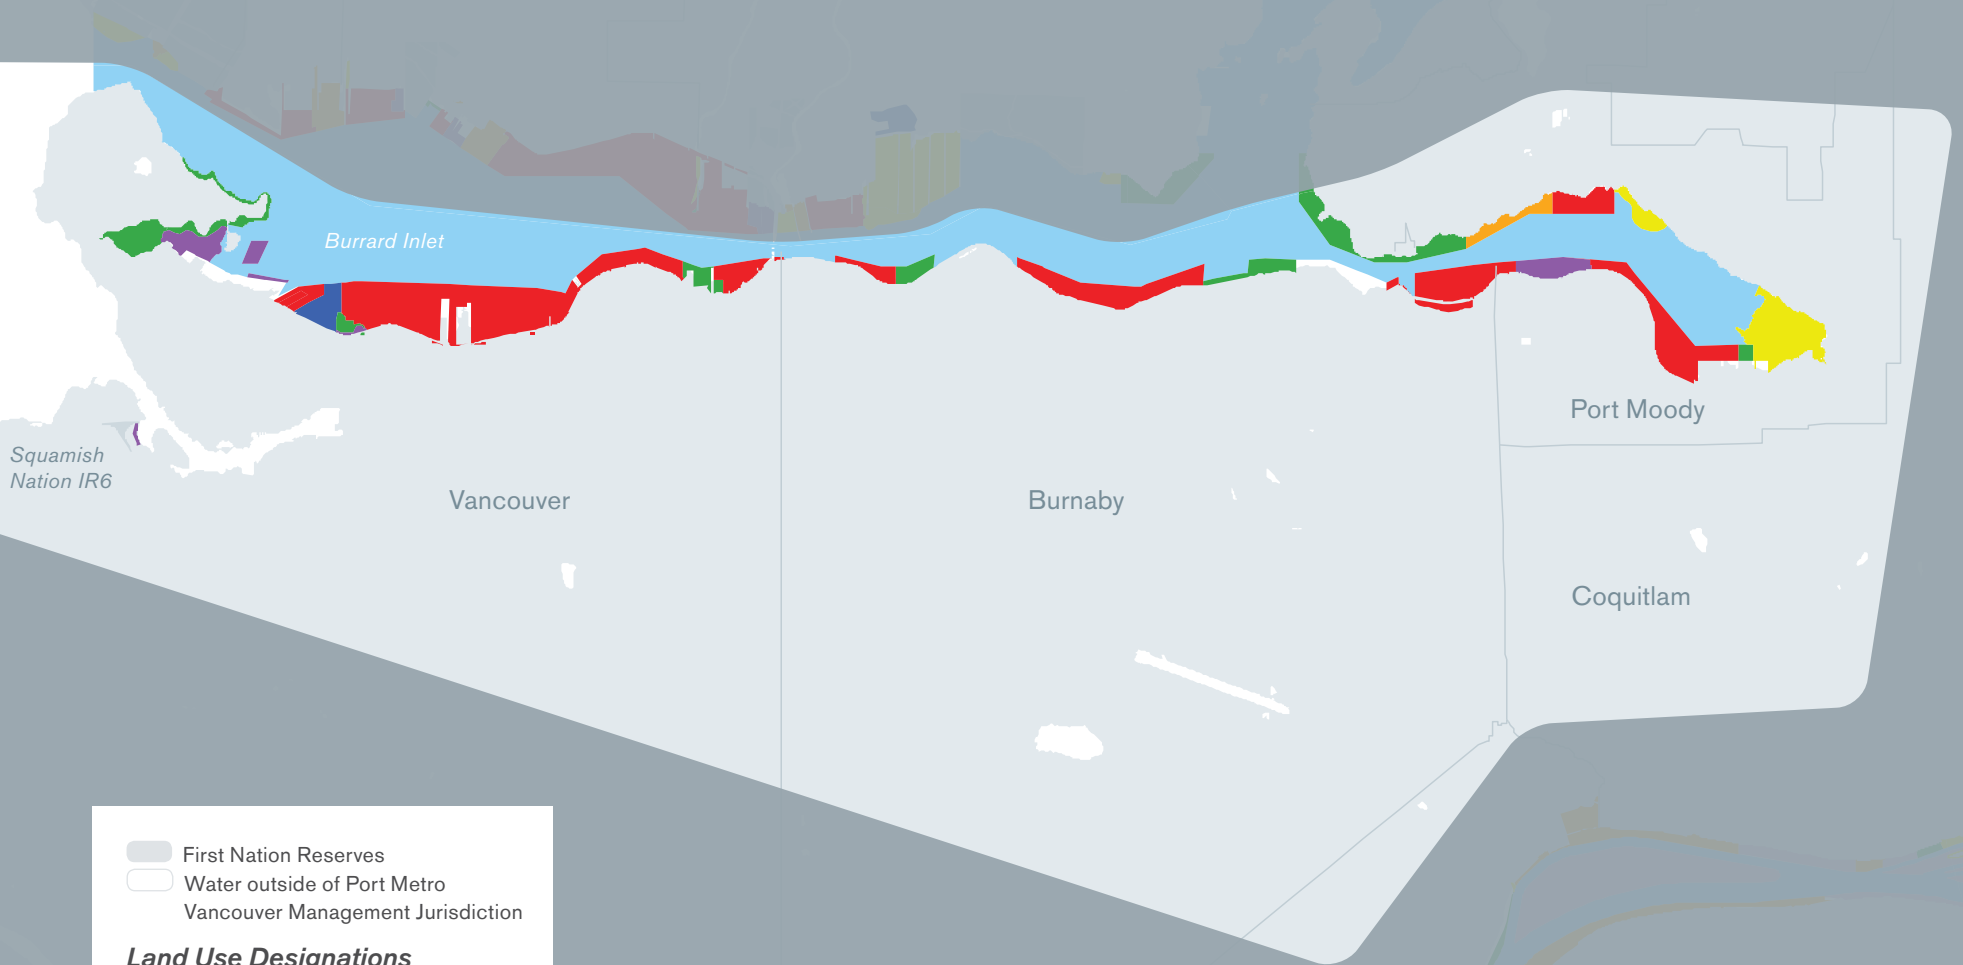 Burrard Inlet
Port Moody
Squamish
Nation IR6
Vancouver
Burnaby
Coquitlam
First Nation Reserves
Water outside of Port Metro
Vancouver Management Jurisdiction
Land Use Designations